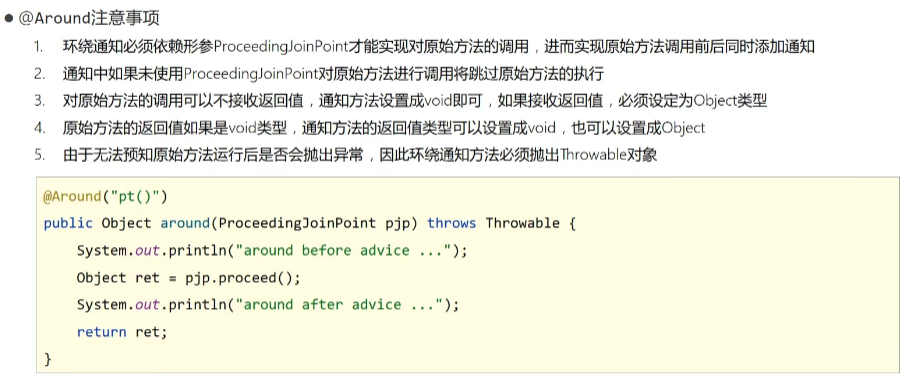 ● @Around注意事项
1. 环绕通知必须依赖形参ProceedingJoinPoint才能实现对原始方法的调用，进而实现原始方法调用前后同时添加通知
2. 通知中如果未使用ProceedingJoinPoint对原始方法进行调用将跳过原始方法的执行
3. 对原始方法的调用可以不接收返回值，通知方法设置成void即可，如果接收返回值，必须设定为Object类型
4. 原始方法的返回值如果是void类型，通知方法的返回值类型可以设置成void，也可以设置成Object
5. 由于无法预知原始方法运行后是否会抛出异常，因此环绕通知方法必须抛出Throwable对象
@Around("pt()")
public Object around(ProceedingJoinPoint pjp) throws Throwable {
    System.out.println("around before advice ...");
    Object ret = pjp.proceed();
    System.out.println("around after advice ...");
    return ret;
}